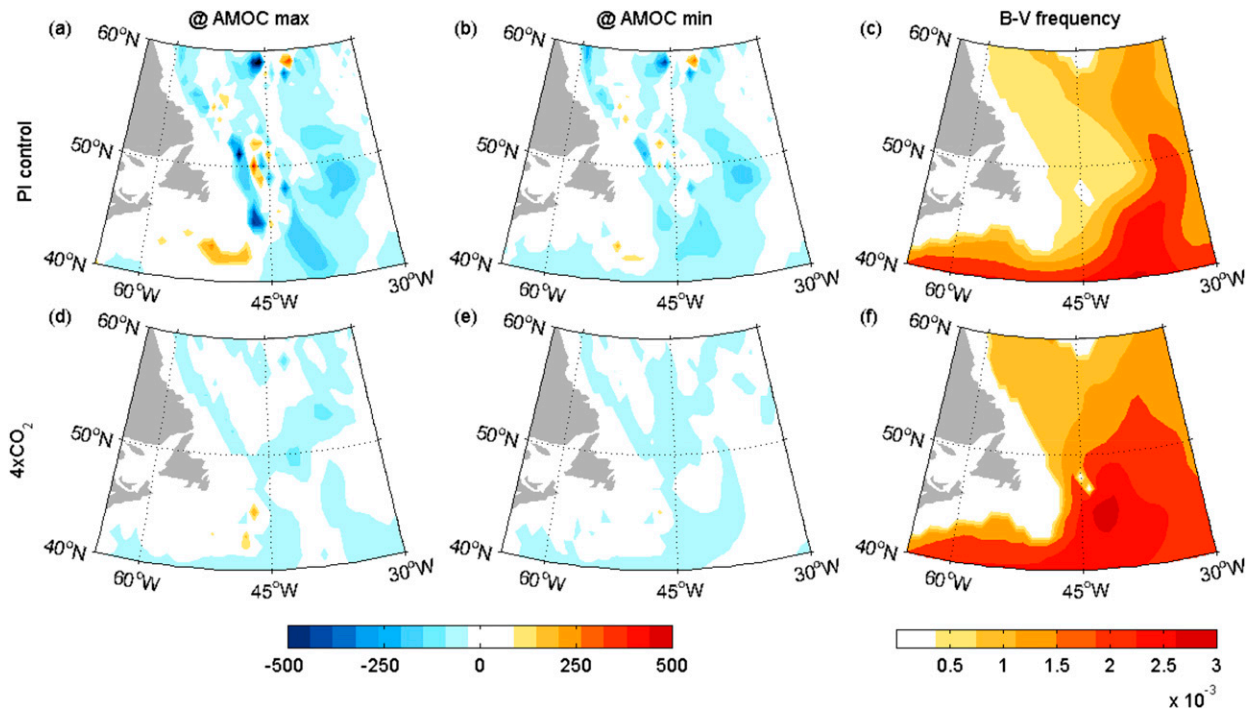 @ AMOC max @ AMOC min B-V frequency
(a) (b) (c)
60°N 60°N 60°N
50°N 50°N 50°N
40°N 40°N 40°N
60°W 45°W 30°W 60°W 45°W 30°W 60°W 45°W 30°W
PI control
(d) (e) (f)
60°N 60°N 60°N
50°N 50°N 50°N
40°N 40°N 40°N
60°W 45°W 30°W 60°W 45°W 30°W 60°W 45°W 30°W
4xCO₂
-500 -250 0 250 500 0.5 1 1.5 2 2.5 3
x 10⁻³